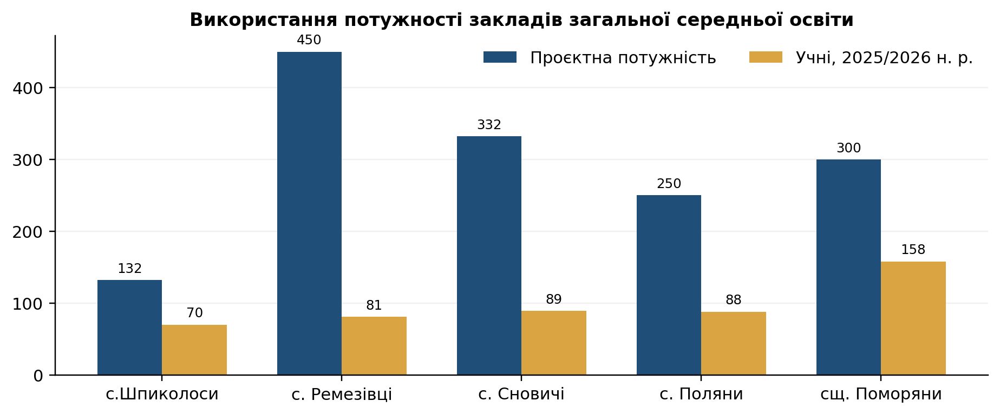 Використання потужності закладів загальної середньої освіти
Проєктна потужність
Учні, 2025/2026 н. р.
400
300
200
100
0
132
70
450
81
332
89
250
88
300
158
с.Шпиколоси
с. Ремезівці
с. Сновичі
с. Поляни
сщ. Поморяни